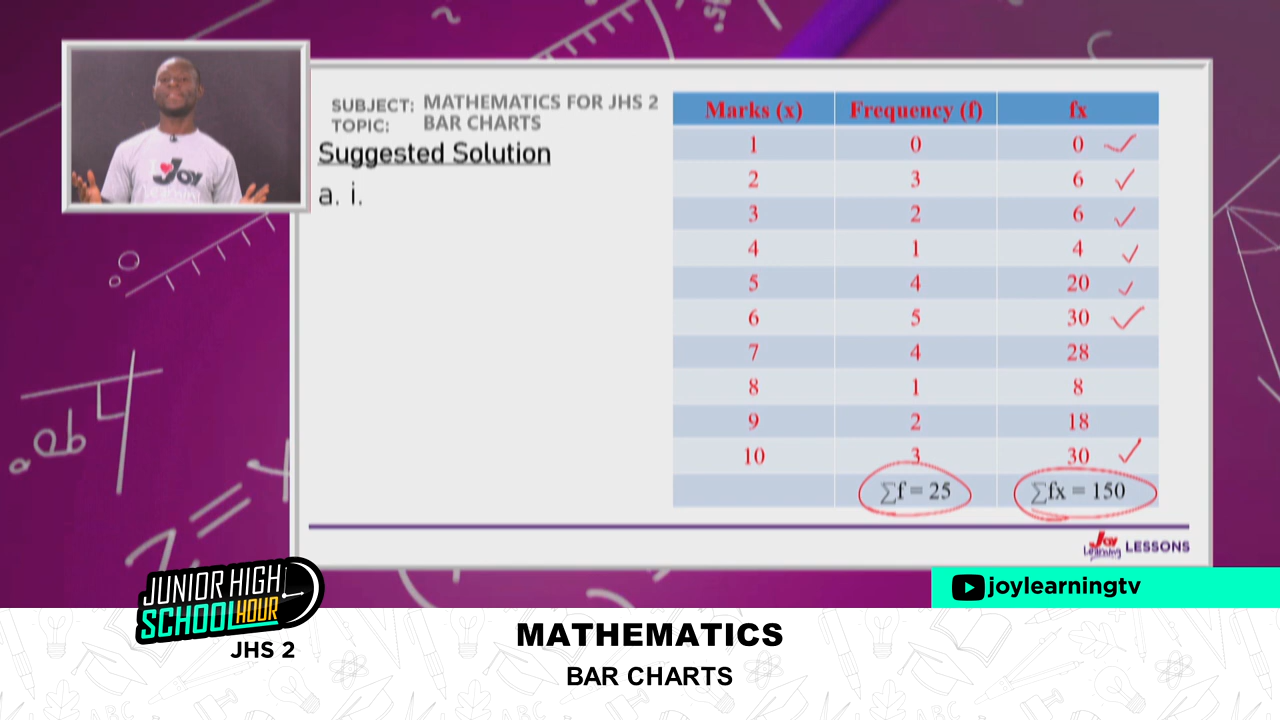 SUBJECT: MATHEMATICS FOR JHS 2
TOPIC: BAR CHARTS
Suggested Solution
a. i.
Marks (x) Frequency (f) fx
1 0 0
2 3 6
3 2 6
4 1 4
5 4 20
6 5 30
7 4 28
8 1 8
9 2 18
10 3 30
∑f = 25 ∑fx = 150
Joy Learning LESSONS
joylearningtv
JUNIOR HIGH
SCHOOL HOUR
JHS 2
MATHEMATICS
BAR CHARTS